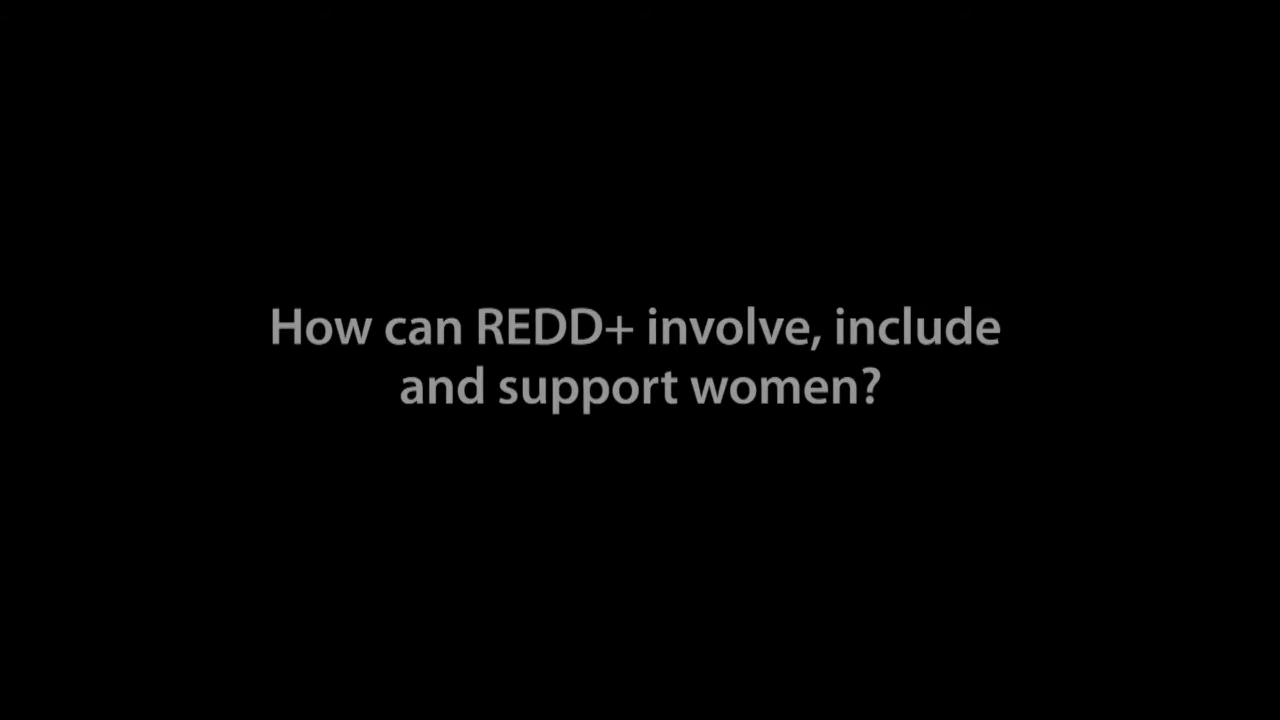 How can REDD+ involve, include
and support women?